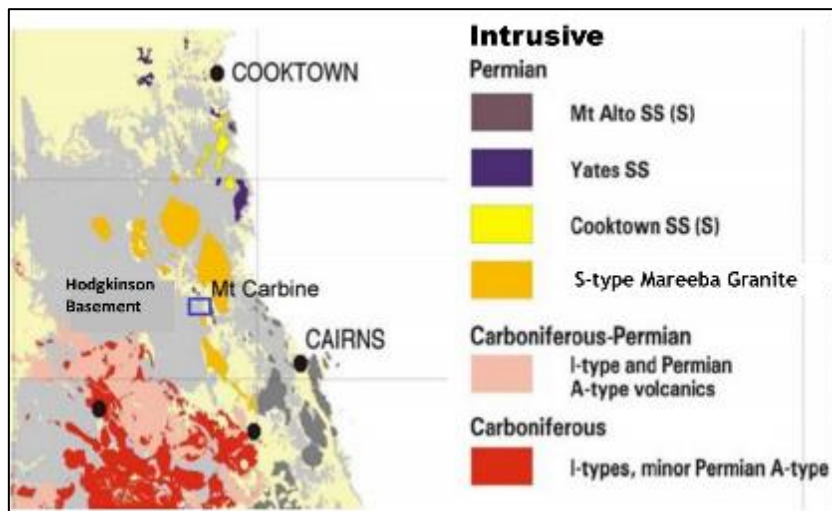 COOKTOWN
Hodgkinson
Basement
Mt Carbine
CAIRNS
Intrusive
Permian
Mt Alto SS (S)
Yates SS
Cooktown SS (S)
S-type Mareeba Granite
Carboniferous-Permian
I-type and Permian
A-type volcanics
Carboniferous
I-types, minor Permian A-type